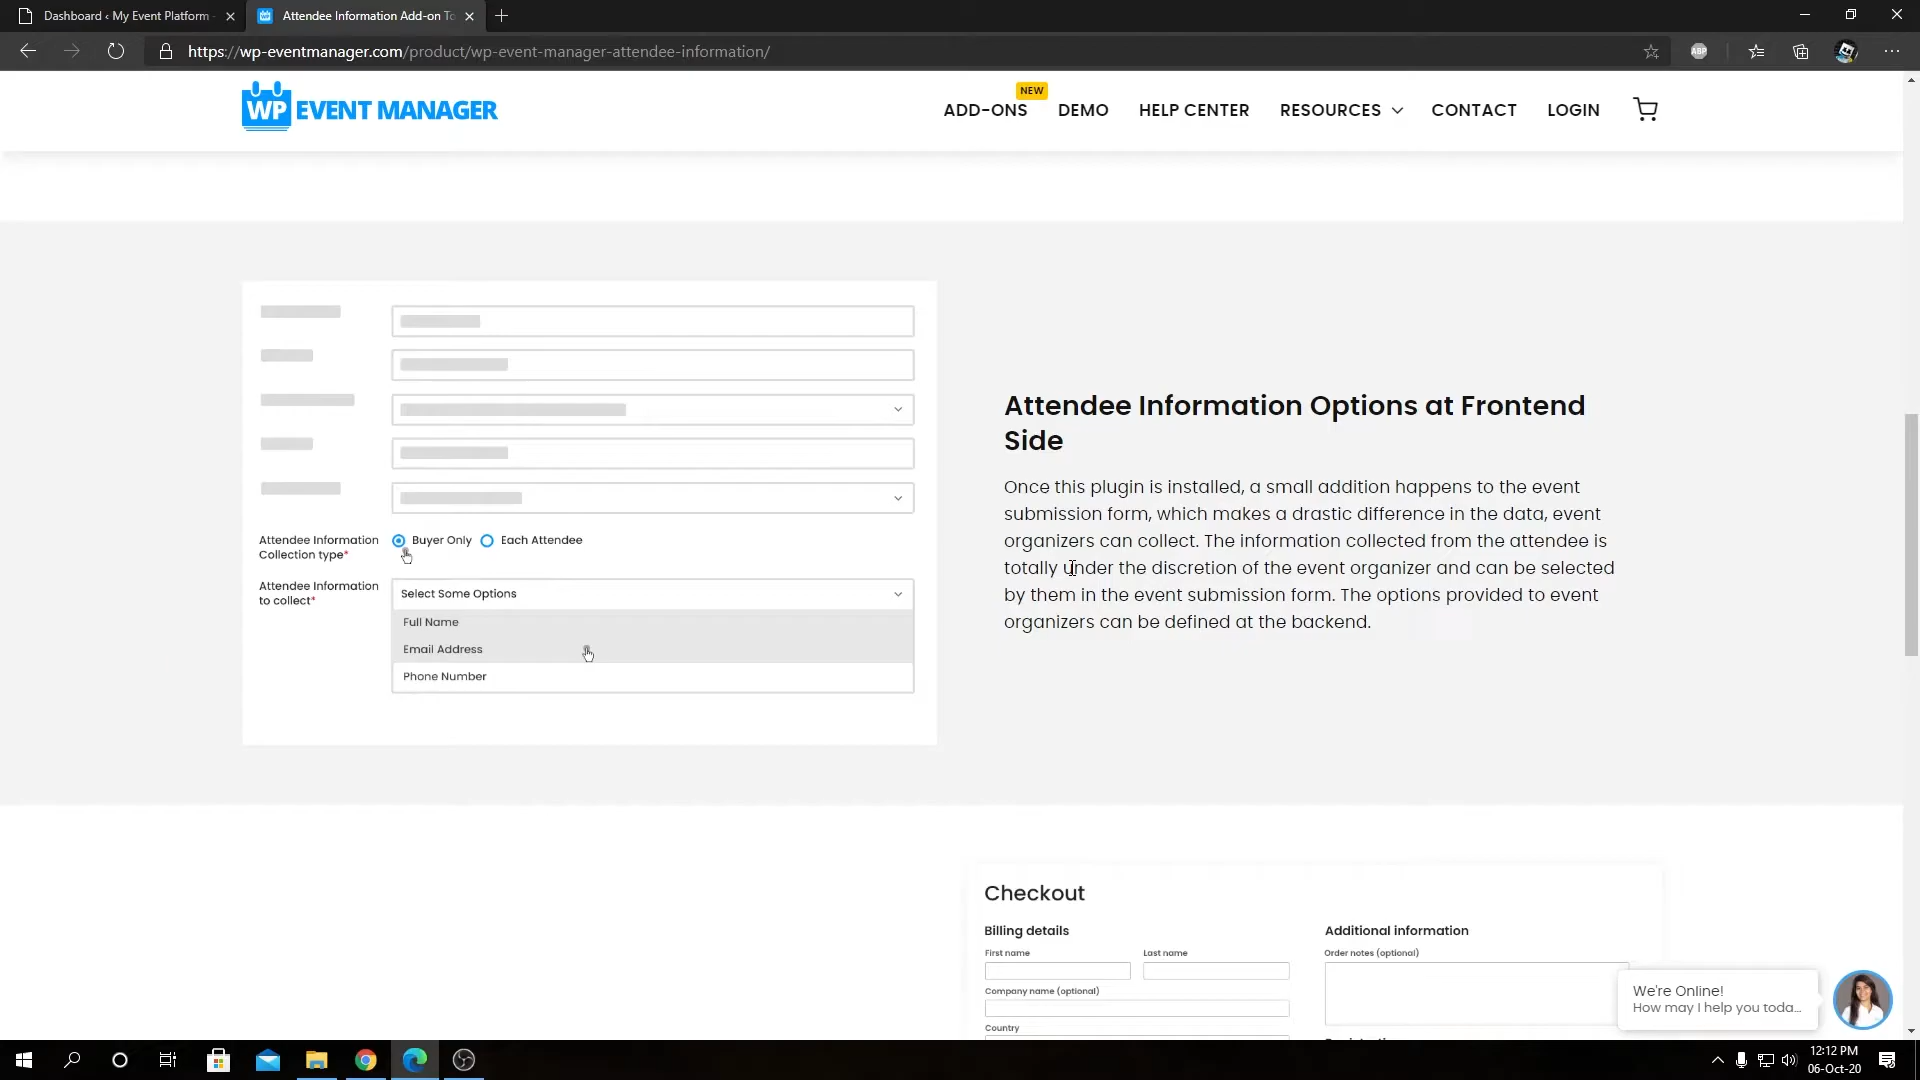 Dashboard ‹ My Event Platform
Attendee Information Add-on To
https://wp-eventmanager.com/product/wp-event-manager-attendee-information/
ABP
WP EVENT MANAGER
NEW
ADD-ONS DEMO HELP CENTER RESOURCES CONTACT LOGIN
Attendee Information
Collection type*
Buyer Only Each Attendee
Attendee Information
to collect*
Select Some Options
Full Name
Email Address
Phone Number
Attendee Information Options at Frontend
Side
Once this plugin is installed, a small addition happens to the event
submission form, which makes a drastic difference in the data, event
organizers can collect. The information collected from the attendee is
totally under the discretion of the event organizer and can be selected
by them in the event submission form. The options provided to event
organizers can be defined at the backend.
Checkout
Billing details
First name Last name
Company name (optional)
Country
Additional information
Order notes (optional)
We're Online!
How may I help you toda...
12:12 PM
06-Oct-20